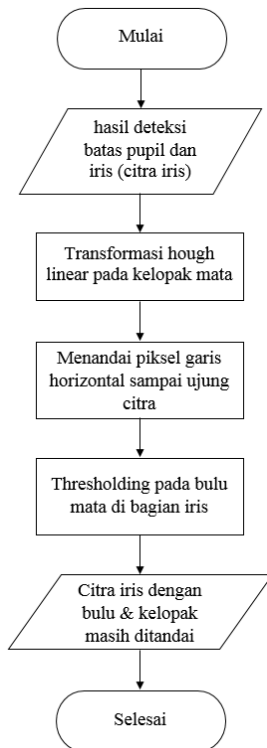 Mulai
hasil deteksi
batas pupil dan
iris (citra iris)
Transformasi hough
linear pada kelopak mata
Menandai piksel garis
horizontal sampai ujung
citra
Thresholding pada bulu
mata di bagian iris
Citra iris dengan
bulu & kelopak
masih ditandai
Selesai